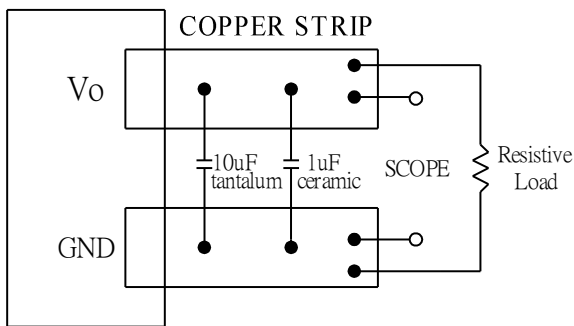 COPPER STRIP
Vo
10uF
tantalum
1uF
ceramic
SCOPE
Resistive
Load
GND